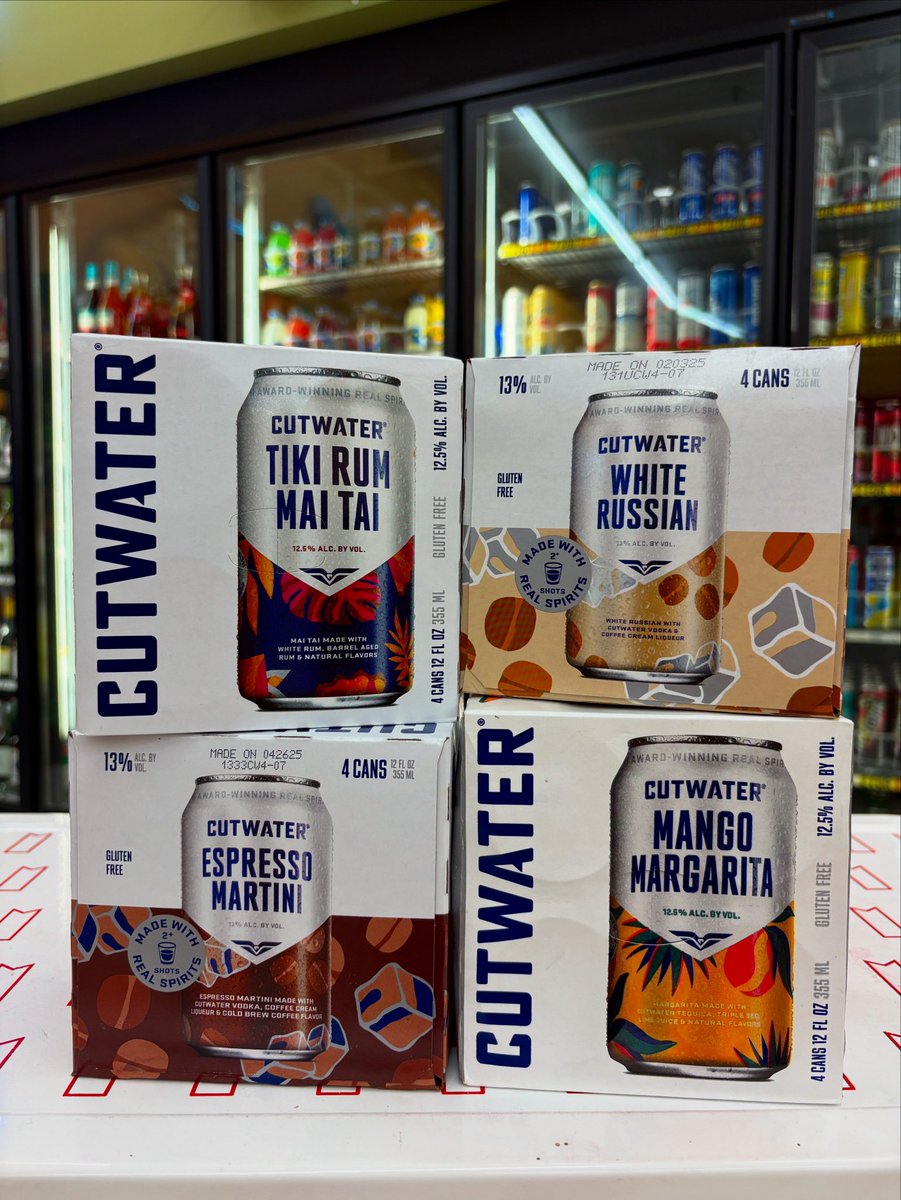 CUTWATER®
AWARD-WINNING REAL SPIR
CUTWATER®
TIKI RUM
MAI TAI
12.5% ALC. BY VOL.
MAI TAI MADE WITH
WHITE RUM, BARREL AGED
RUM & NATURAL FLAVORS
12.5% ALC. BY VOL.
GLUTEN FREE
4 CANS 12 FL OZ 355 ML
13% ALC. BY
VOL.
MADE ON 020325
131UCW4-07
4 CANS 12 FL OZ
355 ML
GLUTEN
FREE
AWARD-WINNING REAL SPIR
CUTWATER®
WHITE
RUSSIAN
13% ALC. BY VOL.
MADE WITH
2+
SHOTS
REAL SPIRITS
WHITE RUSSIAN WITH
CUTWATER VODKA &
COFFEE CREAM LIQUEUR
CUTWATER
13% ALC. BY
VOL.
MADE ON 042625
1333CW4-07
4 CANS 12 FL OZ
355 ML
GLUTEN
FREE
AWARD-WINNING REAL SPIR
CUTWATER®
ESPRESSO
MARTINI
13% ALC. BY VOL.
MADE WITH
2+
SHOTS
REAL SPIRITS
ESPRESSO MARTINI MADE WITH
CUTWATER VODKA, COFFEE CREAM
LIQUEUR & COLD BREW COFFEE FLAVOR
CUTWATER®
AWARD-WINNING REAL SPIR
CUTWATER®
MANGO
MARGARITA
12.5% ALC. BY VOL.
MARGARITA MADE WITH
CUTWATER TEQUILA, TRIPLE SEC,
LIME JUICE & NATURAL FLAVORS
12.5% ALC. BY VOL.
GLUTEN FREE
4 CANS 12 FL OZ 355 ML